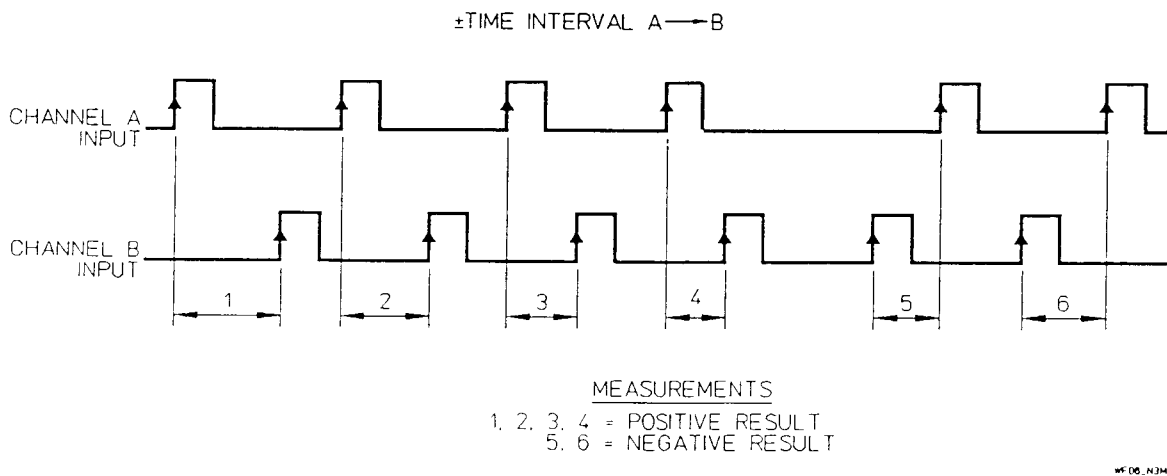 ±TIME INTERVAL A→B
CHANNEL A
INPUT
CHANNEL B
INPUT
1 2 3 4 5 6
MEASUREMENTS
1, 2, 3, 4 = POSITIVE RESULT
5, 6 = NEGATIVE RESULT